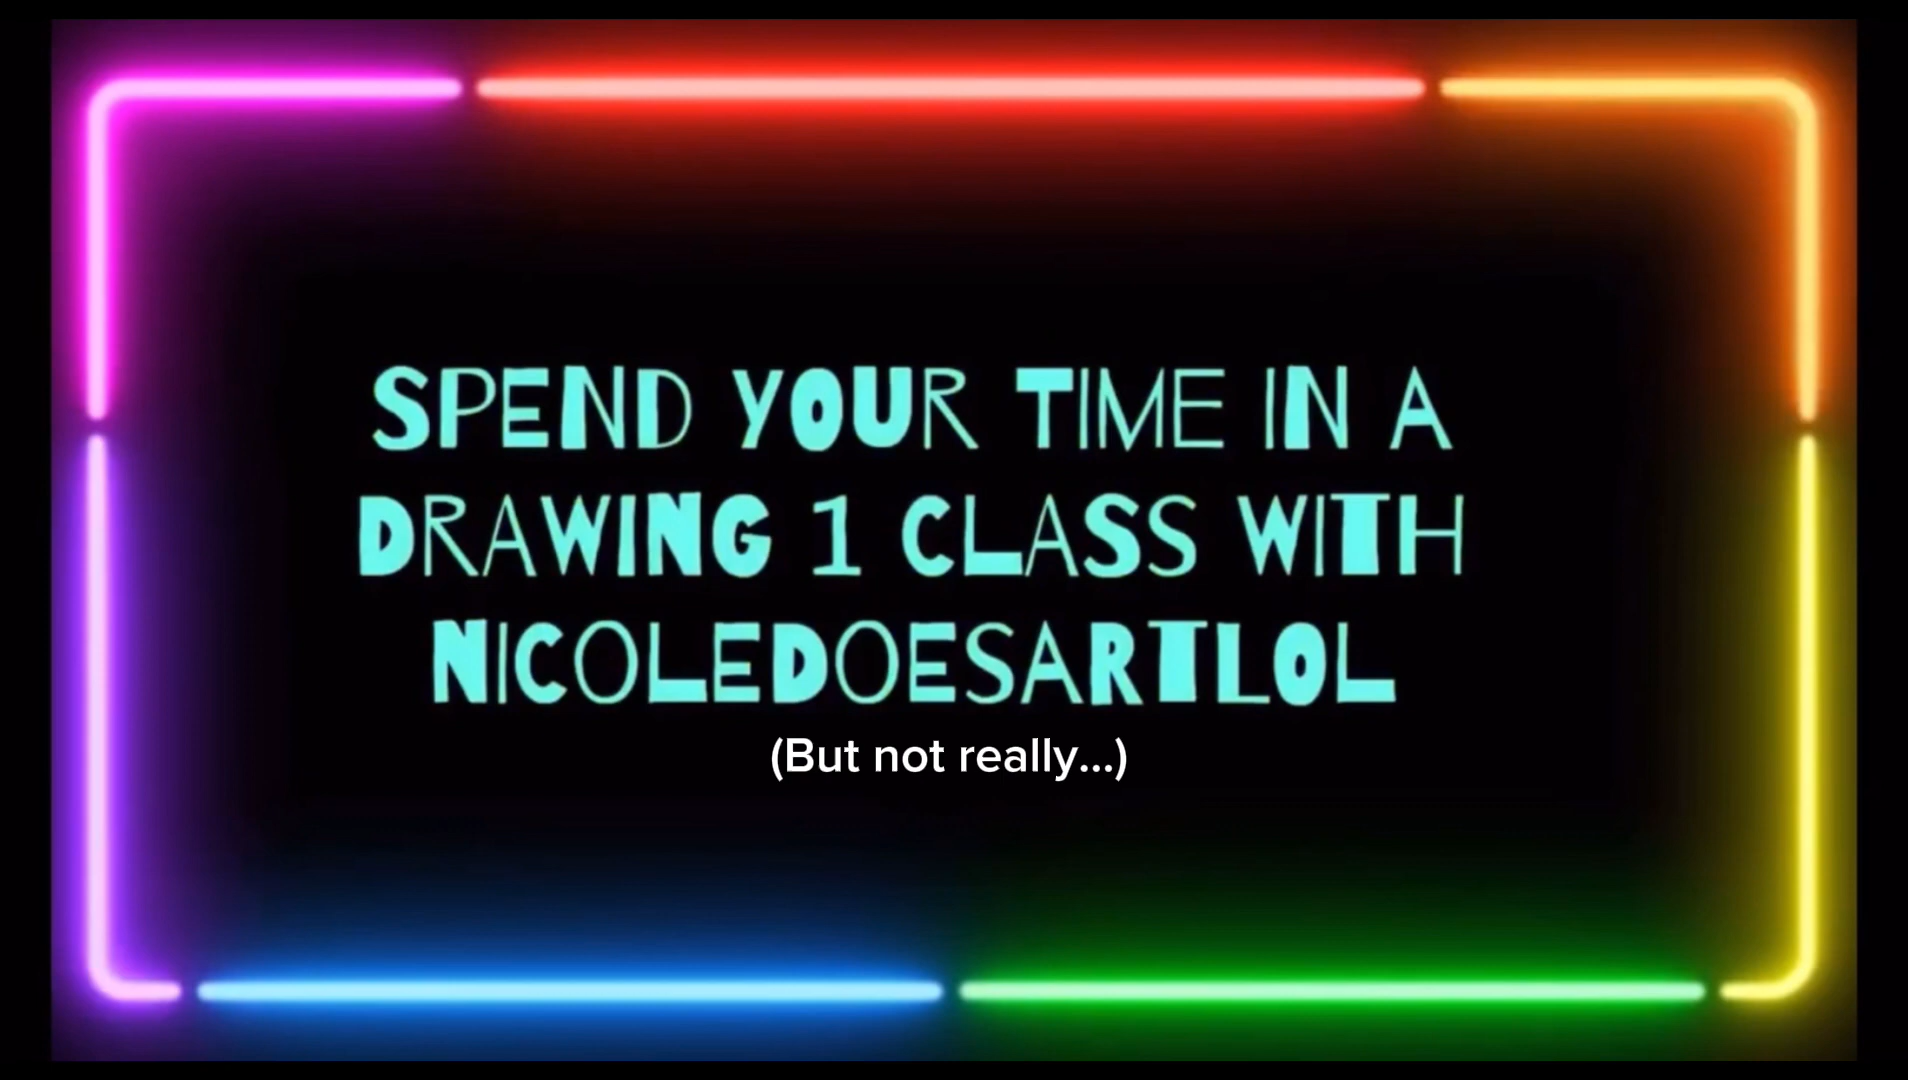 SPEND YOUR TIME IN A
DRAWING 1 CLASS WITH
NICOLEDOESARTLOL
(But not really...)